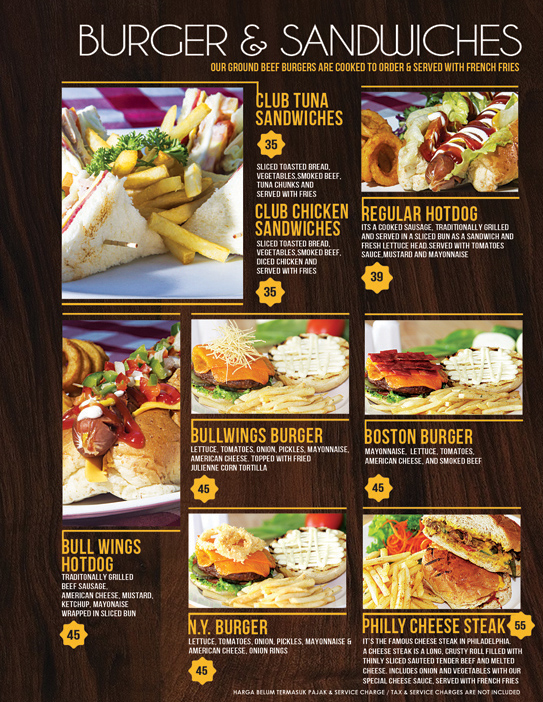 BURGER & SANDWICHES
OUR GROUND BEEF BURGERS ARE COOKED TO ORDER & SERVED WITH FRENCH FRIES
CLUB TUNA
SANDWICHES
35
SLICED TOASTED BREAD,
VEGETABLES,SMOKED BEEF,
TUNA CHUNKS AND
SERVED WITH FRIES
CLUB CHICKEN
SANDWICHES
SLICED TOASTED BREAD,
VEGETABLES,SMOKED BEEF,
DICED CHICKEN AND
SERVED WITH FRIES
35
REGULAR HOTDOG
ITS A COOKED SAUSAGE, TRADITIONALLY GRILLED
AND SERVED IN A SLICED BUN AS A SANDWICH AND
FRESH LETTUCE HEAD.SERVED WITH TOMATOES
SAUCE,MUSTARD AND MAYONNAISE
39
BULL WINGS
HOTDOG
TRADITONALLY GRILLED
BEEF SAUSAGE,
AMERICAN CHEESE, MUSTARD,
KETCHUP, MAYONAISE
WRAPPED IN SLICED BUN
45
BULLWINGS BURGER
LETTUCE, TOMATOES, ONION, PICKLES, MAYONNAISE,
AMERICAN CHEESE. TOPPED WITH FRIED
JULIENNE CORN TORTILLA
45
BOSTON BURGER
MAYONNAISE, LETTUCE, TOMATOES,
AMERICAN CHEESE, AND SMOKED BEEF
45
N.Y. BURGER
LETTUCE, TOMATOES, ONION, PICKLES, MAYONNAISE &
AMERICAN CHEESE, ONION RINGS
45
PHILLY CHEESE STEAK 55
IT'S THE FAMOUS CHEESE STEAK IN PHILADELPHIA.
A CHEESE STEAK IS A LONG, CRUSTY ROLL FILLED WITH
THINLY SLICED SAUTEED TENDER BEEF AND MELTED
CHEESE. INCLUDES ONION AND VEGETABLES WITH OUR
SPECIAL CHEESE SAUCE, SERVED WITH FRENCH FRIES
HARGA BELUM TERMASUK PAJAK & SERVICE CHARGE / TAX & SERVICE CHARGES ARE NOT INCLUDED